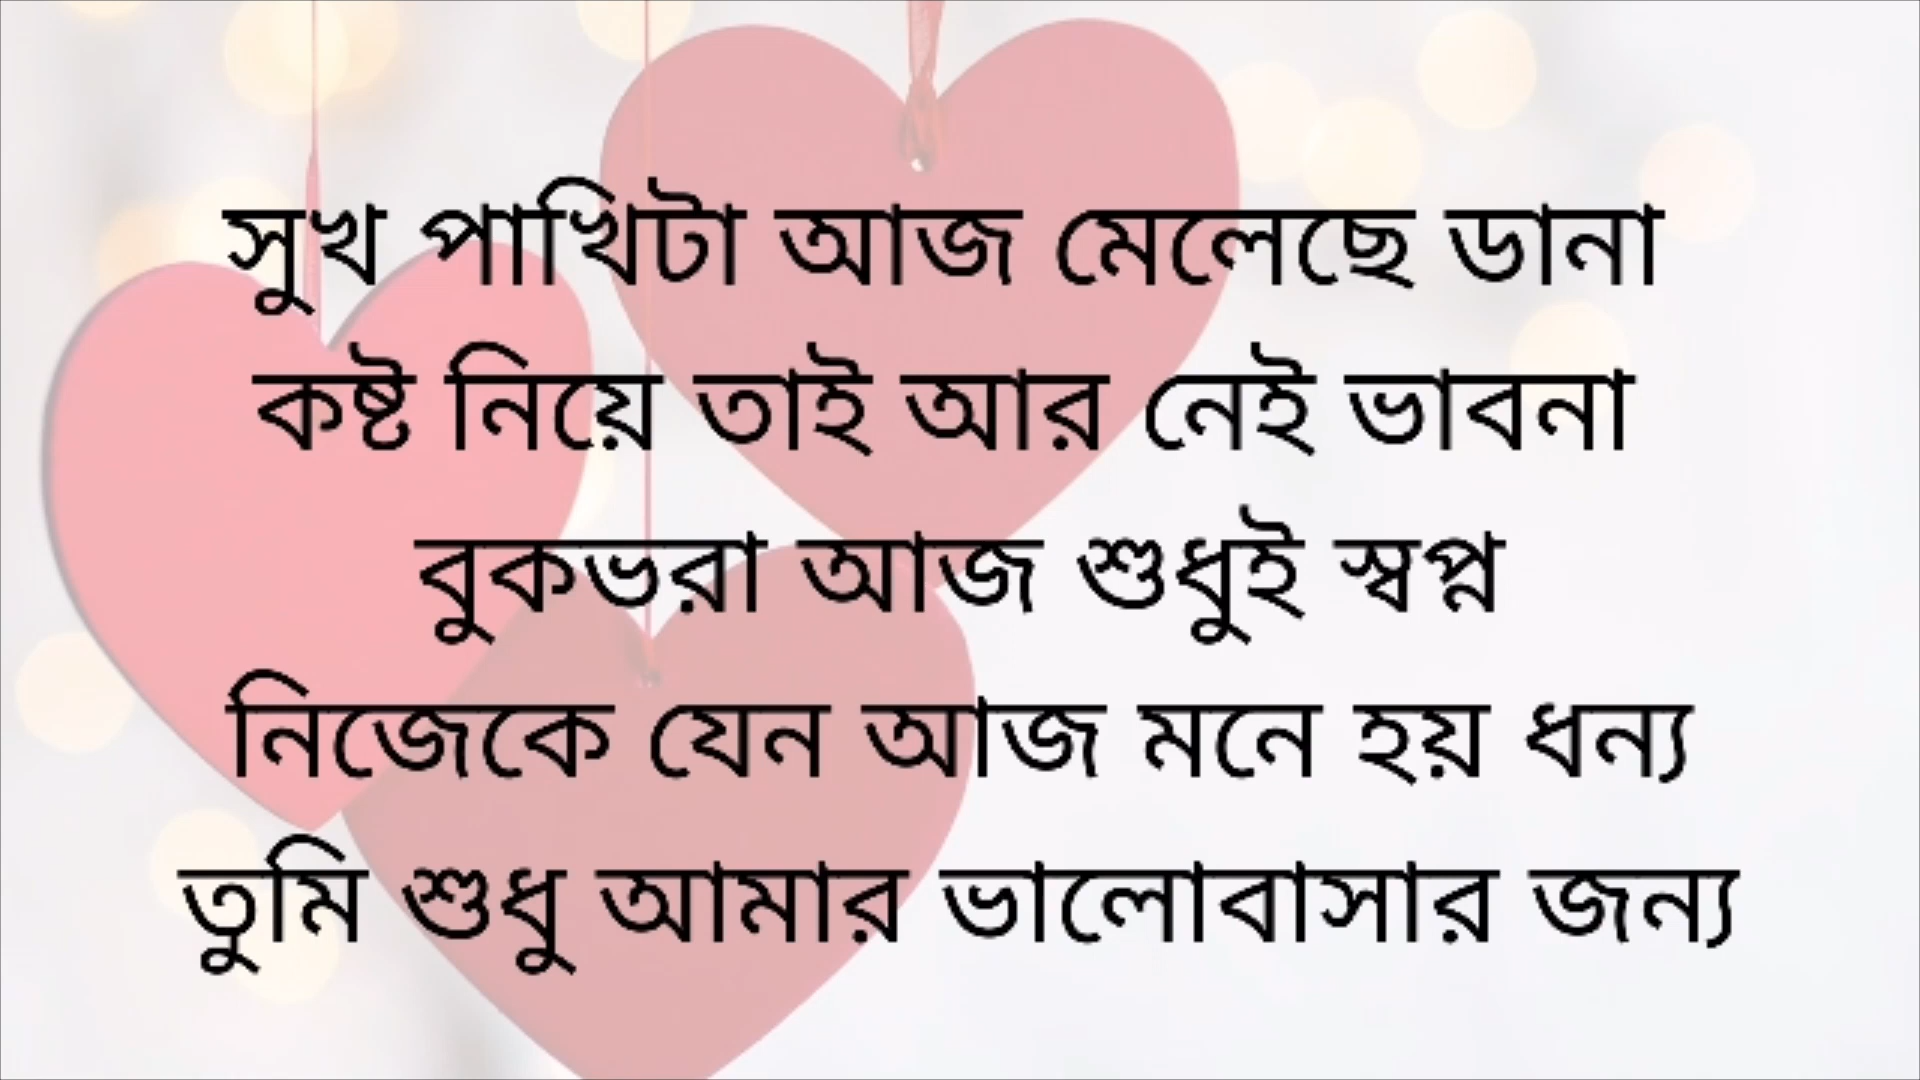 সুখ পাখিটা আজ মেলেছে ডানা
কষ্ট নিয়ে তাই আর নেই ভাবনা
বুকভরা আজ শুধুই স্বপ্ন
নিজেকে যেন আজ মনে হয় ধন্য
তুমি শুধু আমার ভালোবাসার জন্য